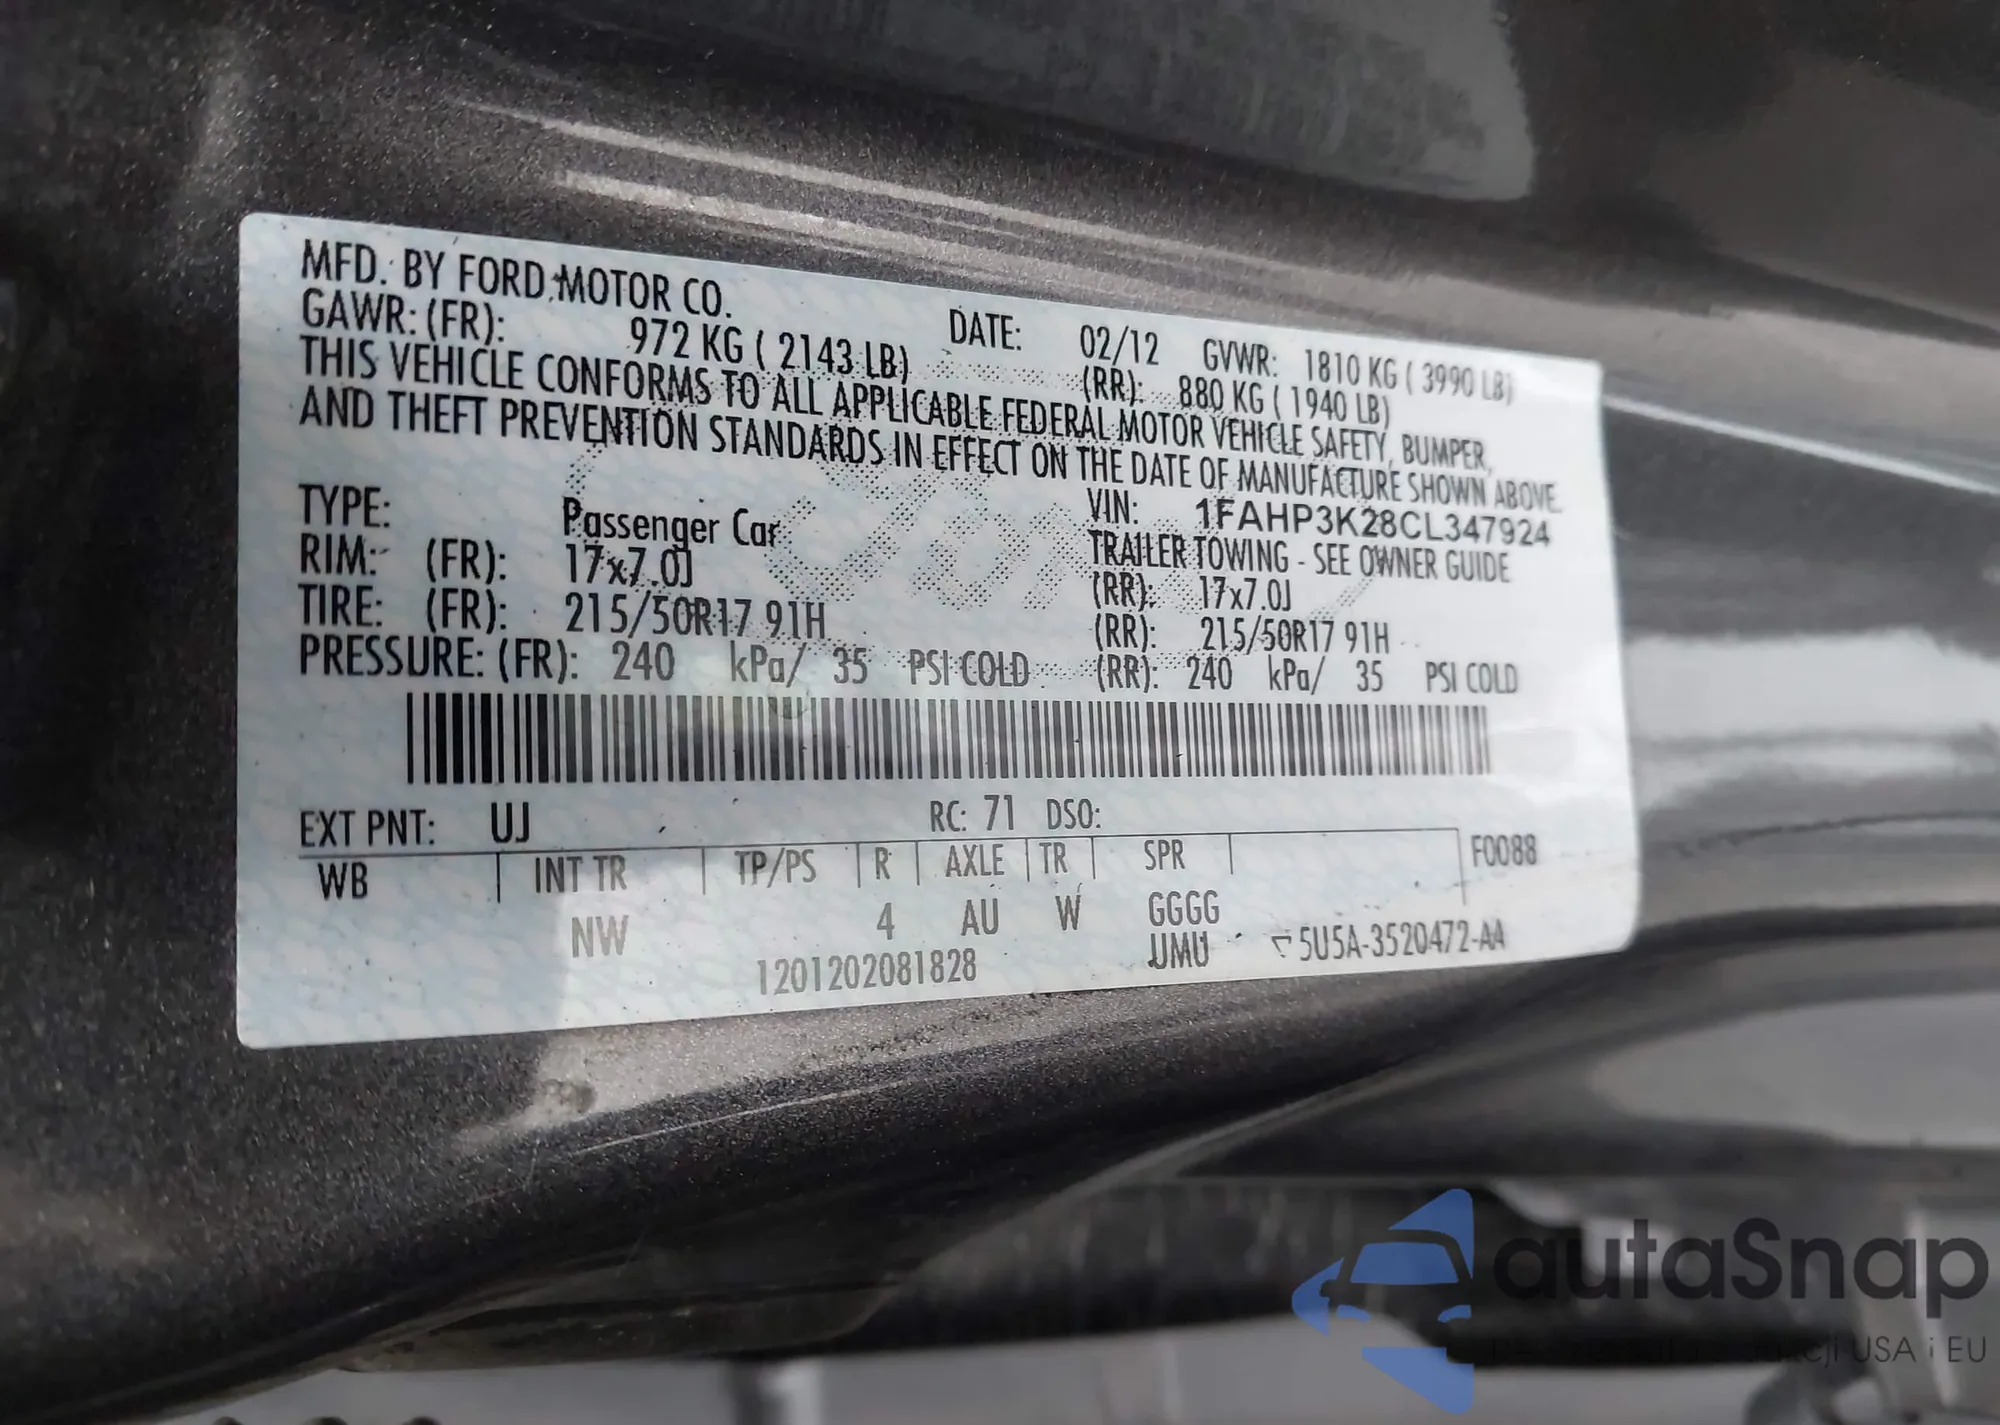 MFD. BY FORD MOTOR CO. DATE: 02/12 GVWR: 1810 KG ( 3990 LB)
GAWR: (FR): 972 KG ( 2143 LB) (RR): 880 KG ( 1940 LB)
THIS VEHICLE CONFORMS TO ALL APPLICABLE FEDERAL MOTOR VEHICLE SAFETY, BUMPER,
AND THEFT PREVENTION STANDARDS IN EFFECT ON THE DATE OF MANUFACTURE SHOWN ABOVE.
VIN: 1FAHP3K28CL347924
TYPE: Passenger Car TRAILER TOWING - SEE OWNER GUIDE
RIM: (FR): 17x7.0J (RR): 17x7.0J
TIRE: (FR): 215/50R17 91H (RR): 215/50R17 91H
PRESSURE: (FR): 240 kPa/ 35 PSI COLD (RR): 240 kPa/ 35 PSI COLD
EXT PNT: UJ RC: 71 DSO:
WB INT TR TP/PS R AXLE TR SPR F0088
NW 4 AU W GGGG
1201202081828 UMU 5U5A-3520472-AA
autaSnap
USA i EU